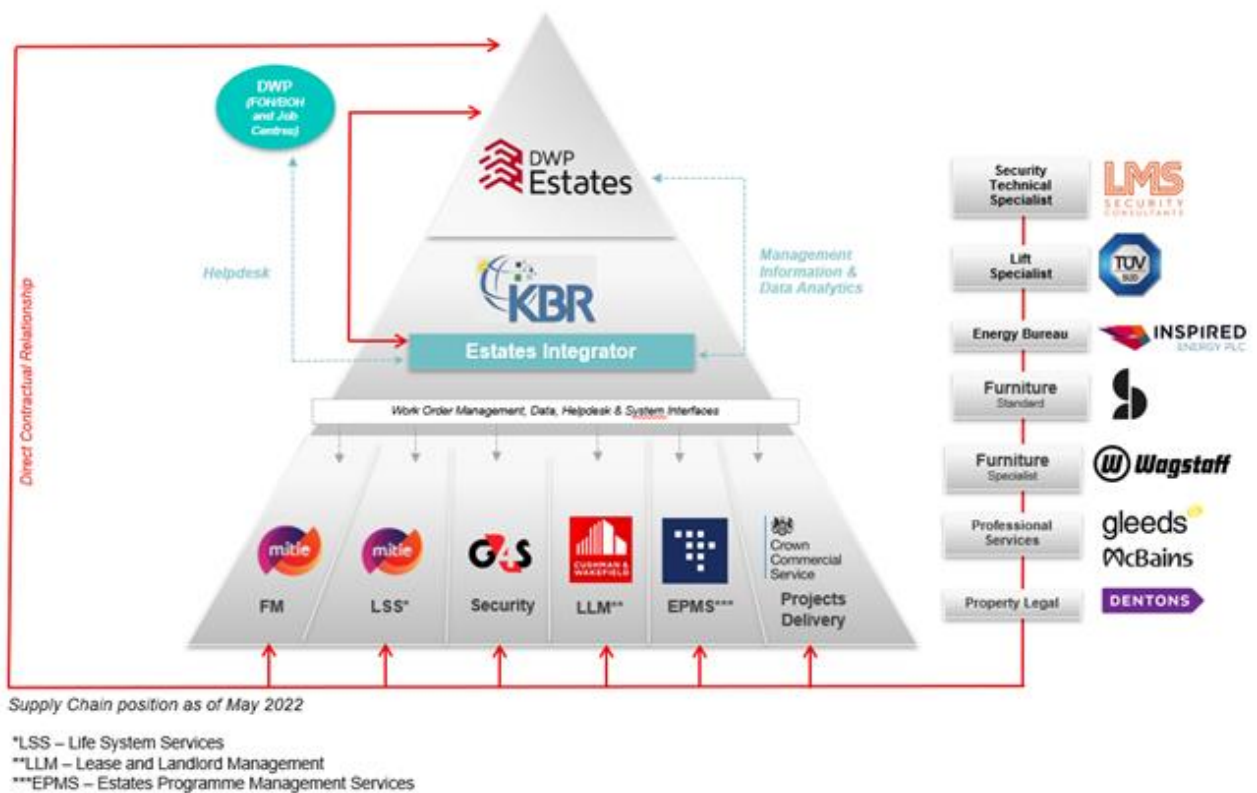 DWP
(FOH/BOH
and Job
Centres)
DWP
Estates
Helpdesk
Management
Information &
Data Analytics
KBR
Estates Integrator
Work Order Management, Data, Helpdesk & System Interfaces
Direct Contractual Relationship
mitie
FM
mitie
LSS*
G4S
Security
CUSHMAN &
WAKEFIELD
LLM**
EPMS***
Crown
Commercial
Service
Projects
Delivery
Security
Technical
Specialist
LMS
SECURITY
CONSULTANTS
Lift
Specialist
TÜV
SÜD
Energy Bureau
INSPIRED
ENERGY PLC
Furniture
Standard
Furniture
Specialist
W Wagstaff
Professional
Services
gleeds
McBains
Property Legal
DENTONS
Supply Chain position as of May 2022
*LSS – Life System Services
**LLM – Lease and Landlord Management
***EPMS – Estates Programme Management Services